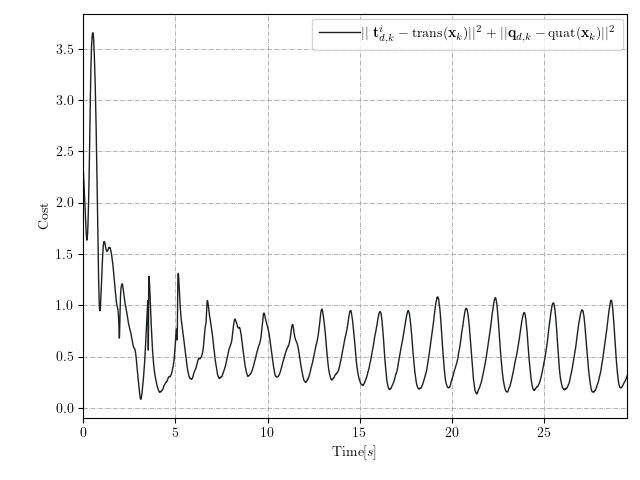 || t^i_{d,k} − trans(x_k)||² + ||q_{d,k} − quat(x_k)||²
3.5
3.0
2.5
2.0
1.5
1.0
0.5
0.0
Cost
0 5 10 15 20 25
Time[s]